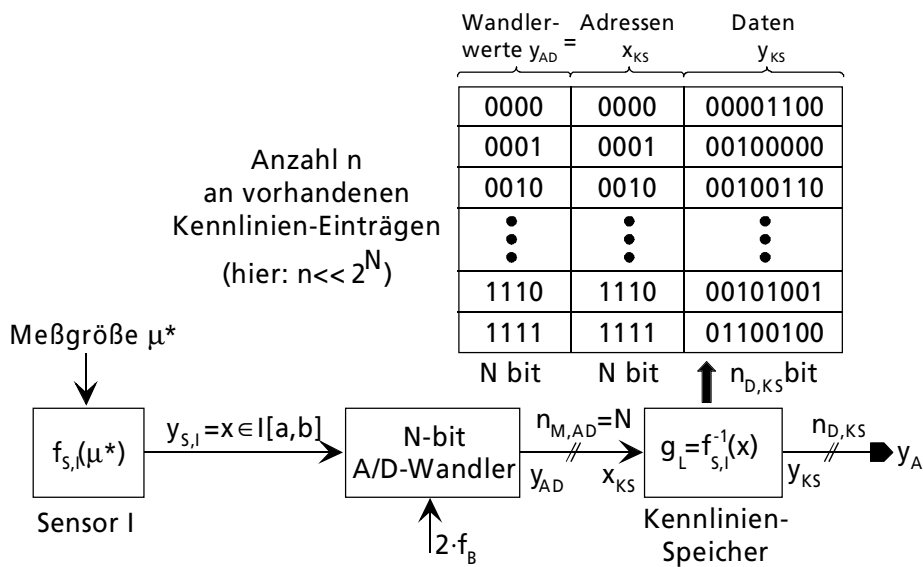 Wandler- Adressen Daten
werte y_AD = x_KS y_KS
0000 0000 00001100
0001 0001 00100000
0010 0010 00100110
1110 1110 00101001
1111 1111 01100100
N bit N bit n_D,KS bit
Anzahl n
an vorhandenen
Kennlinien-Einträgen
(hier: n<<2^N)
Meßgröße µ*
f_S,I(µ*)
Sensor I
y_S,I=x∈I[a,b]
N-bit
A/D-Wandler
2·f_B
n_M,AD=N
y_AD x_KS
g_L=f_S,I^-1(x)
Kennlinien-
Speicher
n_D,KS
y_KS
y_A